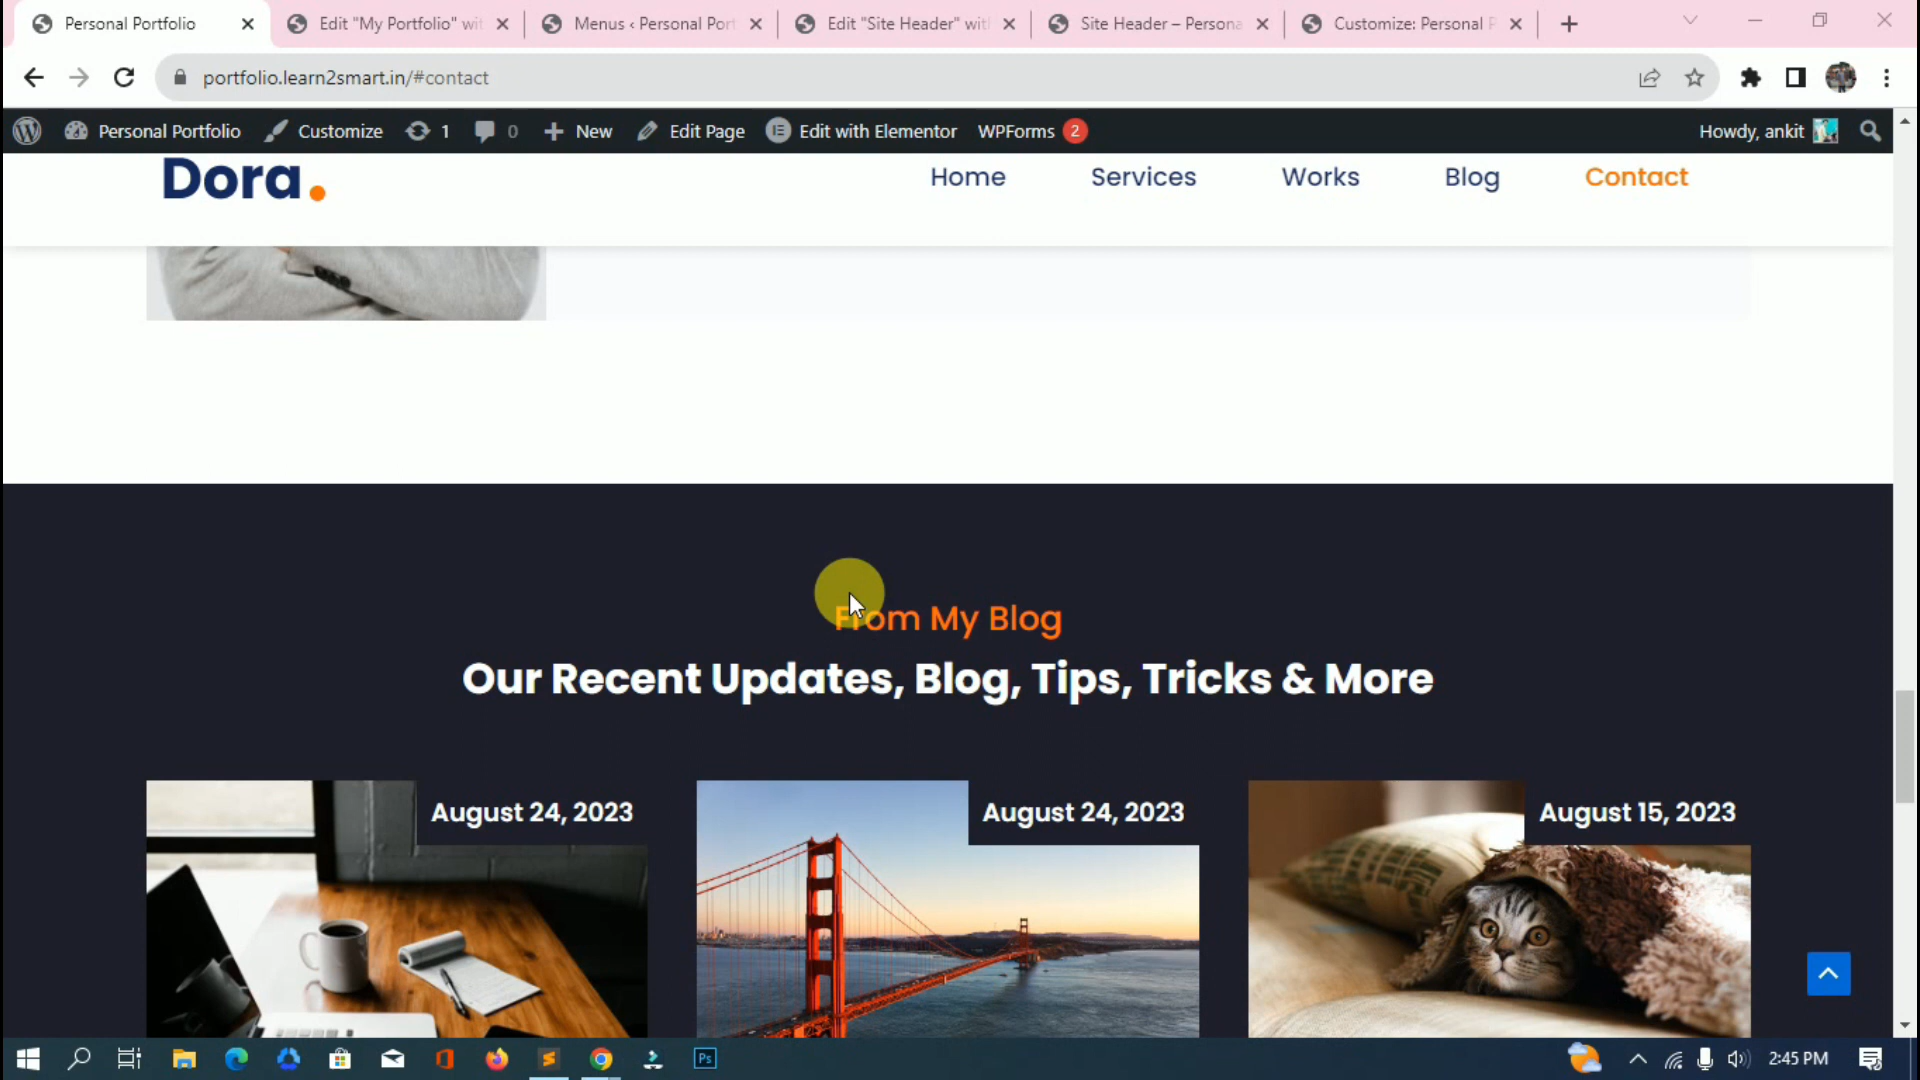 Personal Portfolio
Edit "My Portfolio" wi
Menus ‹ Personal Port
Edit "Site Header" wit
Site Header – Persona
Customize: Personal P
portfolio.learn2smart.in/#contact
Personal Portfolio
Customize
1
0
New
Edit Page
Edit with Elementor
WPForms 2
Howdy, ankit
Dora.
Home
Services
Works
Blog
Contact
From My Blog
Our Recent Updates, Blog, Tips, Tricks & More
August 24, 2023
August 24, 2023
August 15, 2023
Ps
2:45 PM